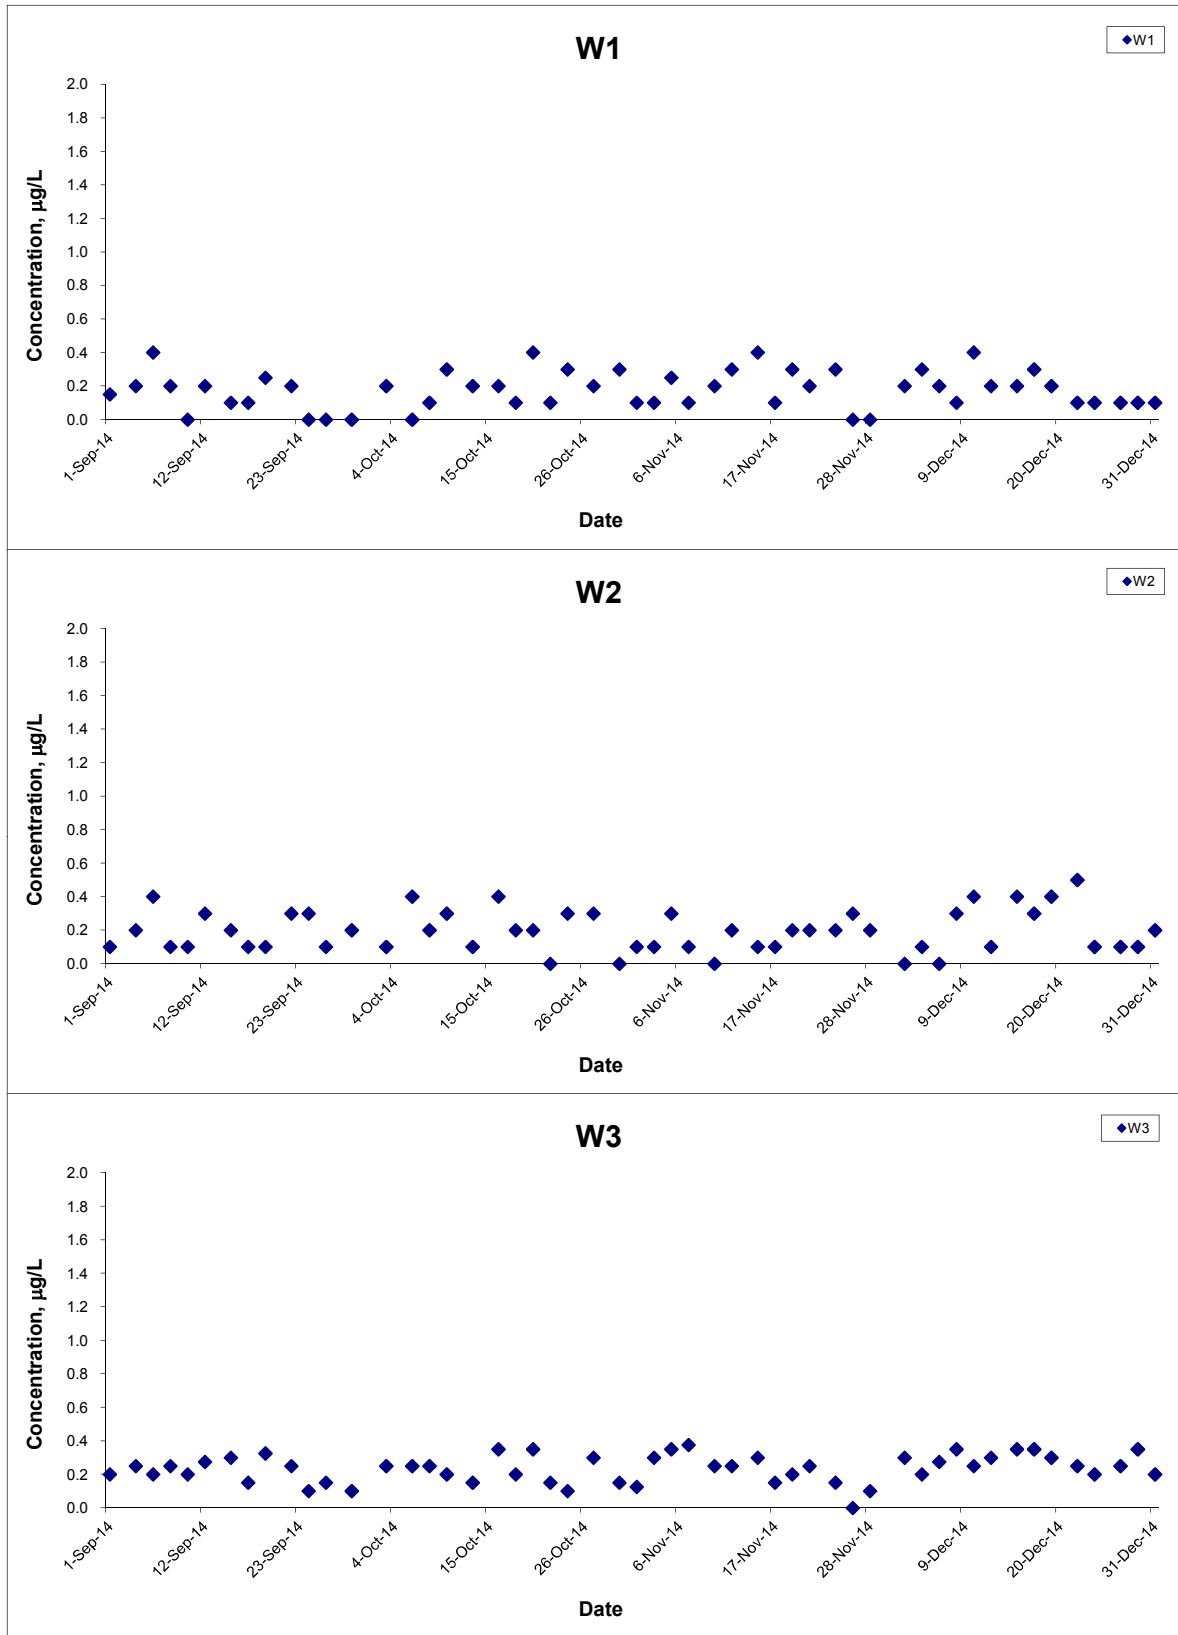 W1
W1
2.0
1.8
1.6
1.4
1.2
1.0
0.8
0.6
0.4
0.2
0.0
Concentration, µg/L
1-Sep-14
12-Sep-14
23-Sep-14
4-Oct-14
15-Oct-14
26-Oct-14
6-Nov-14
17-Nov-14
28-Nov-14
9-Dec-14
20-Dec-14
31-Dec-14
Date
W2
W2
2.0
1.8
1.6
1.4
1.2
1.0
0.8
0.6
0.4
0.2
0.0
Concentration, µg/L
1-Sep-14
12-Sep-14
23-Sep-14
4-Oct-14
15-Oct-14
26-Oct-14
6-Nov-14
17-Nov-14
28-Nov-14
9-Dec-14
20-Dec-14
31-Dec-14
Date
W3
W3
2.0
1.8
1.6
1.4
1.2
1.0
0.8
0.6
0.4
0.2
0.0
Concentration, µg/L
1-Sep-14
12-Sep-14
23-Sep-14
4-Oct-14
15-Oct-14
26-Oct-14
6-Nov-14
17-Nov-14
28-Nov-14
9-Dec-14
20-Dec-14
31-Dec-14
Date